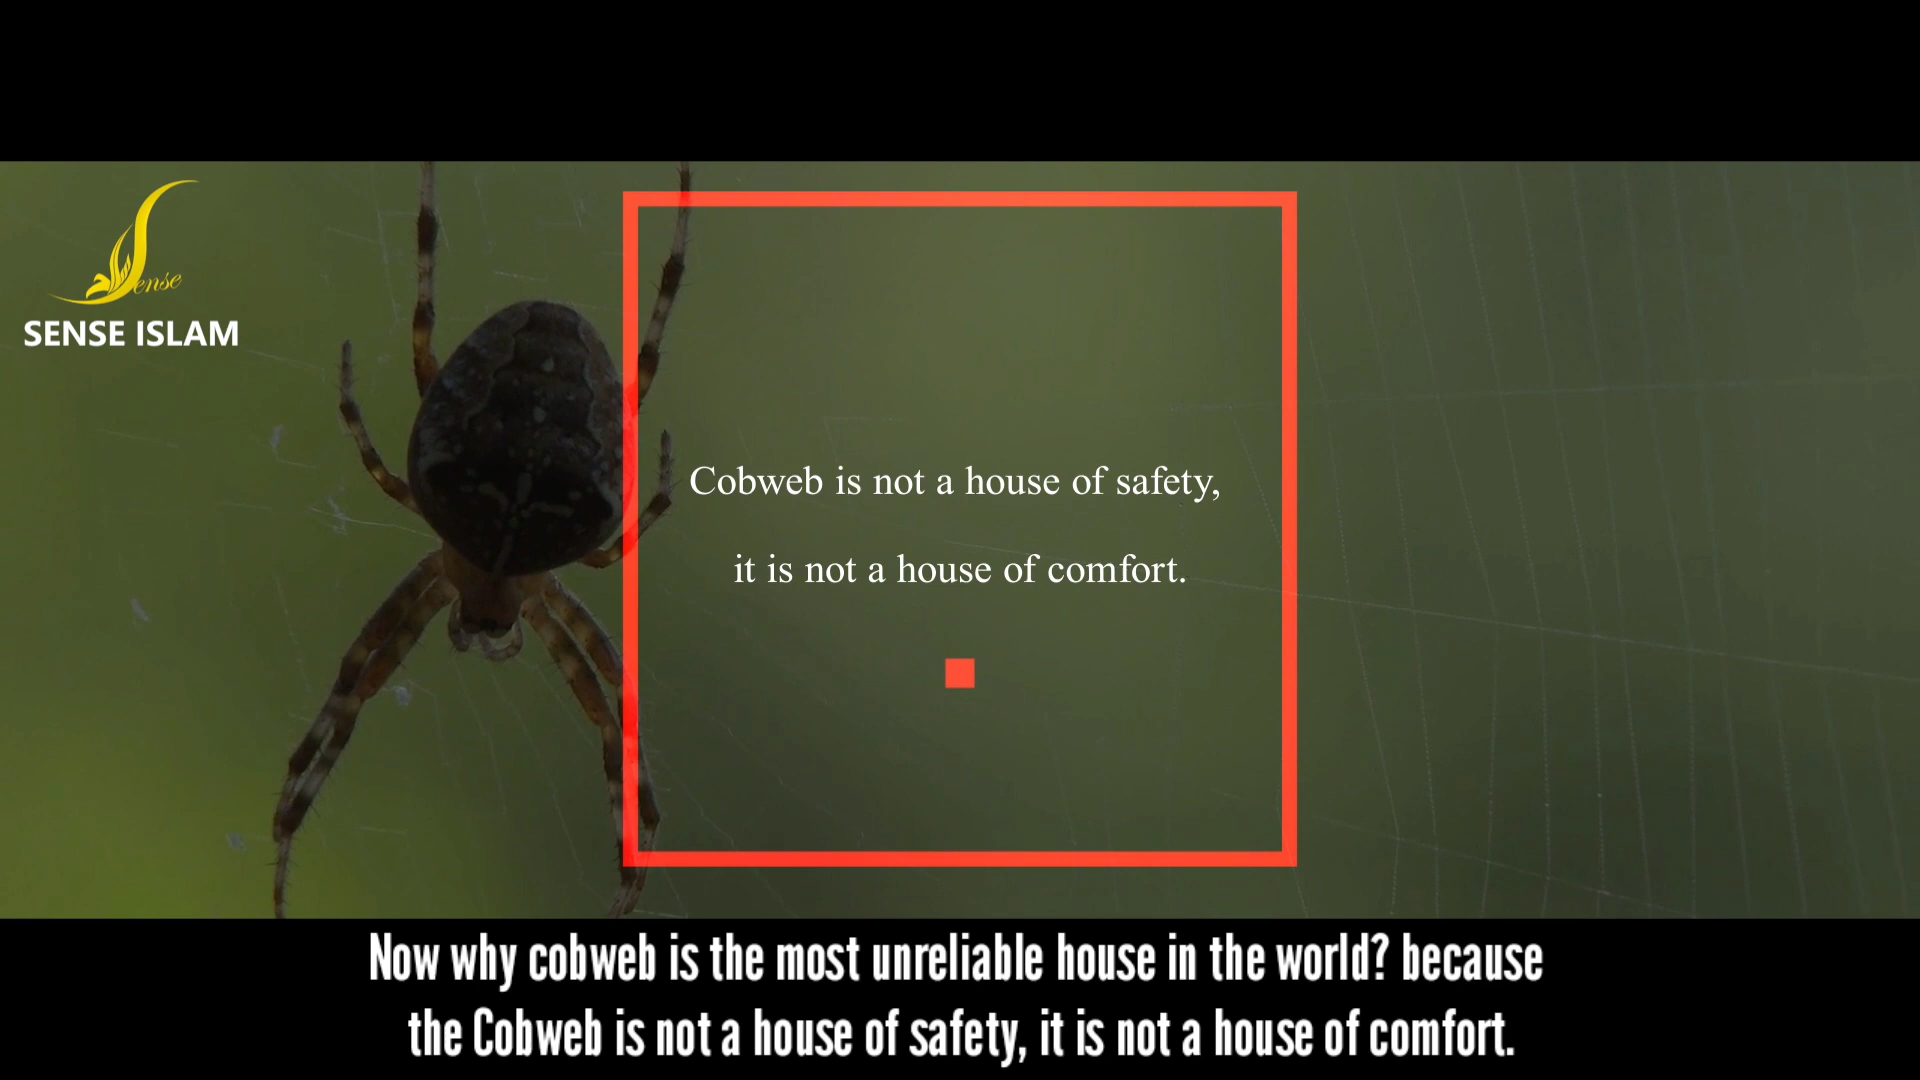 ense
SENSE ISLAM
Cobweb is not a house of safety,
it is not a house of comfort.
Now why cobweb is the most unreliable house in the world? because
the Cobweb is not a house of safety, it is not a house of comfort.